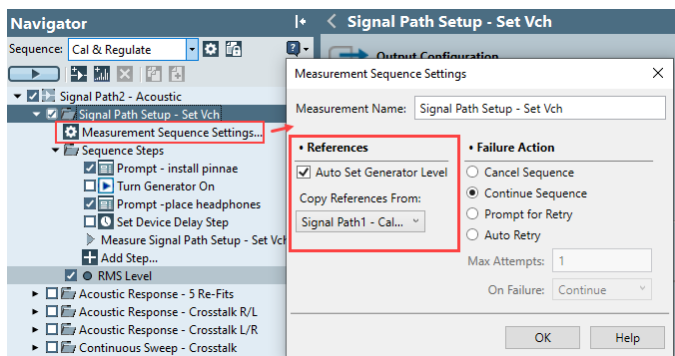 Navigator
Signal Path Setup - Set Vch
Sequence: Cal & Regulate
Output Configuration
Signal Path2 - Acoustic
Signal Path Setup - Set Vch
Measurement Sequence Settings...
Sequence Steps
Prompt - install pinnae
Turn Generator On
Prompt -place headphones
Set Device Delay Step
Measure Signal Path Setup - Set Vch
Add Step...
RMS Level
Acoustic Response - 5 Re-Fits
Acoustic Response - Crosstalk R/L
Acoustic Response - Crosstalk L/R
Continuous Sweep - Crosstalk
Measurement Sequence Settings
Measurement Name: Signal Path Setup - Set Vch
• References
Auto Set Generator Level
Copy References From:
Signal Path1 - Cal...
• Failure Action
Cancel Sequence
Continue Sequence
Prompt for Retry
Auto Retry
Max Attempts: 1
On Failure: Continue
OK Help